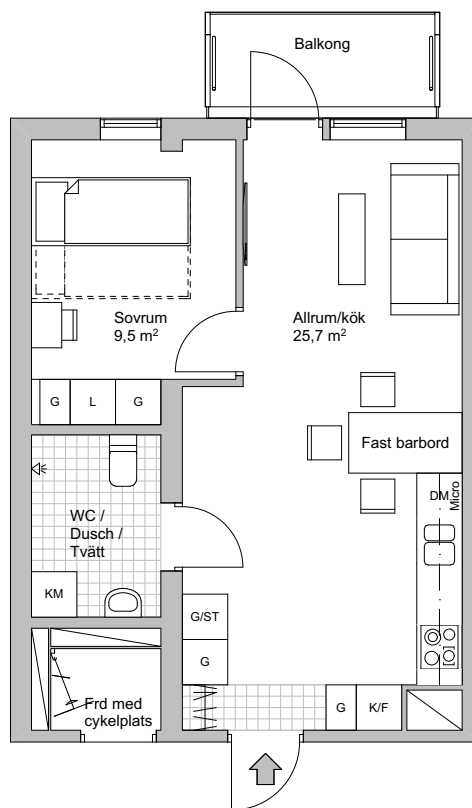 Balkong
Sovrum
9,5 m²
Allrum/kök
25,7 m²
G
L
G
Fast barbord
DM
Micro
WC /
Dusch /
Tvätt
KM
G/ST
G
Frd med
cykelplats
G
K/F